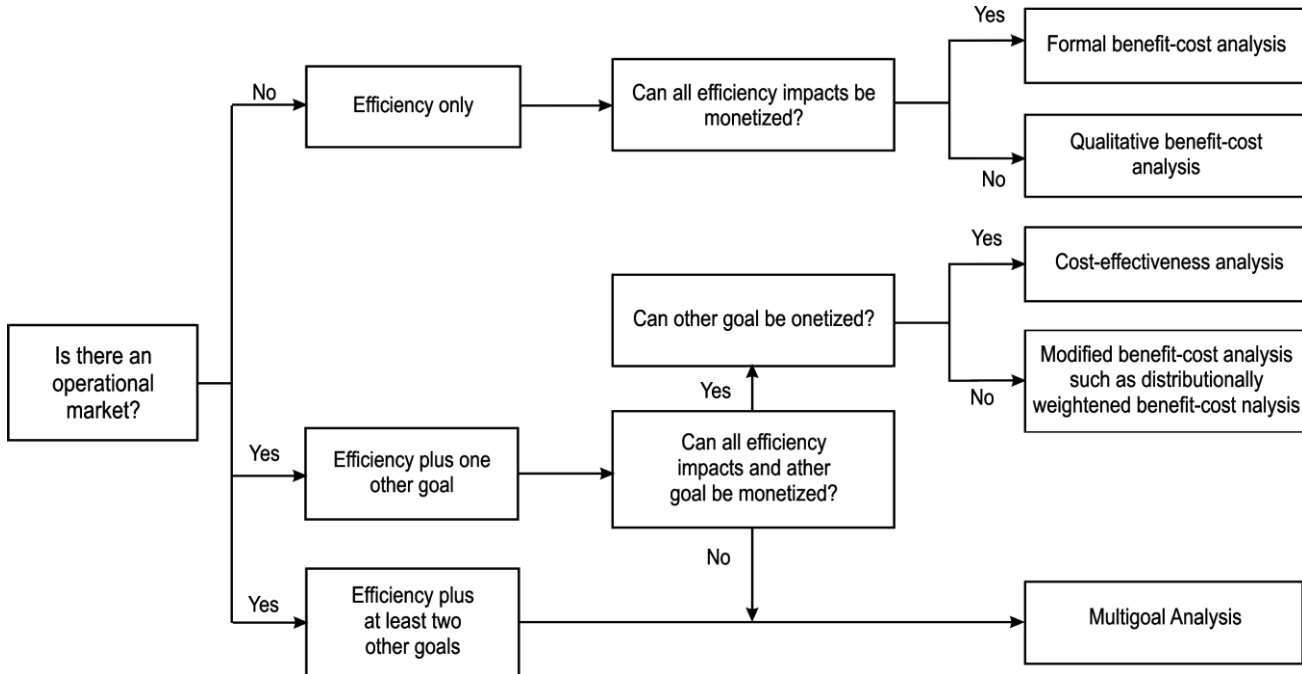 Yes
Formal benefit-cost analysis
No
Efficiency only
Can all efficiency impacts be
monetized?
Qualitative benefit-cost
analysis
No
Yes
Cost-effectiveness analysis
Can other goal be onetized?
Is there an
operational
market?
Modified benefit-cost analysis
such as distributionally
weightened benefit-cost nalysis
No
Yes
Can all efficiency
impacts and ather
goal be monetized?
Yes
Efficiency plus one
other goal
No
Yes
Efficiency plus
at least two
other goals
Multigoal Analysis